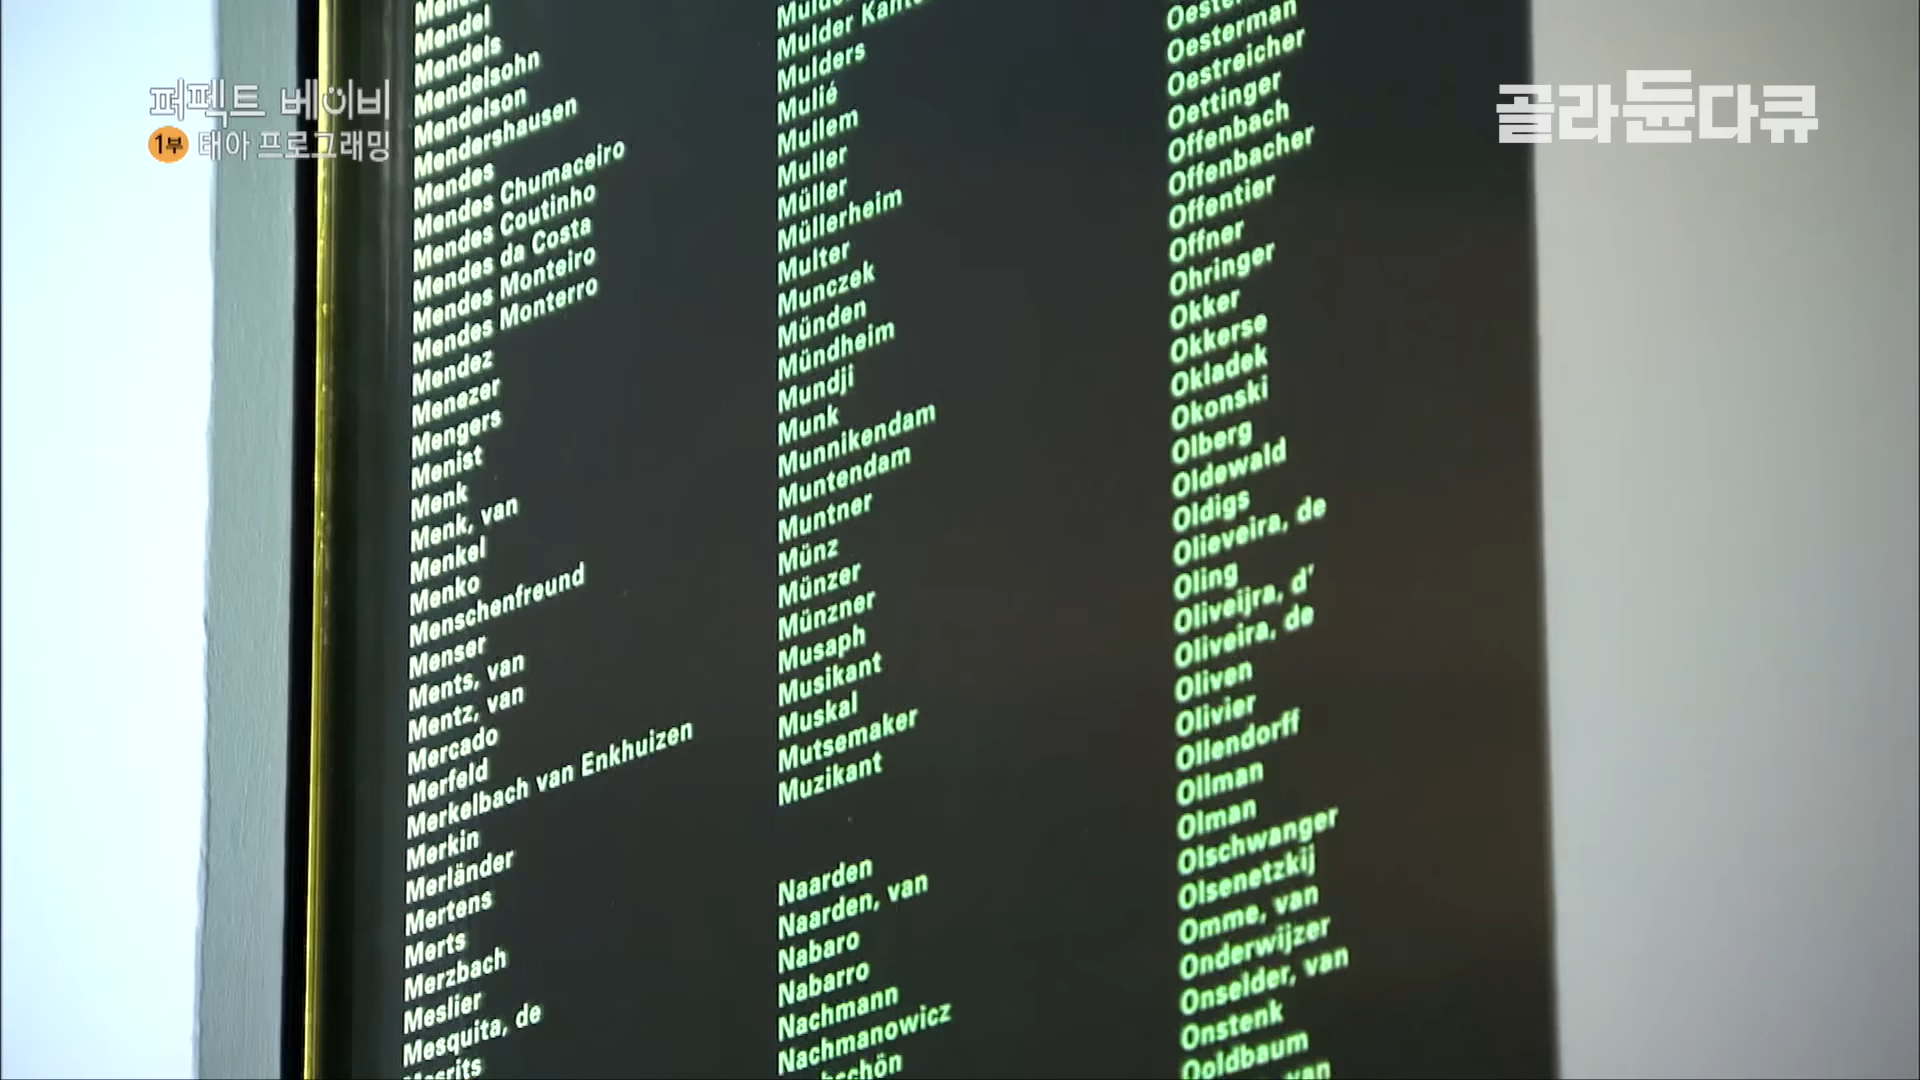 퍼펙트 베이비
1부 태아 프로그래밍
골라듄다큐
Mendel
Mendels
Mendelsohn
Mendelson
Mendershausen
Mendes
Mendes Chumaceiro
Mendes Coutinho
Mendes da Costa
Mendes Monteiro
Mendes Monterro
Mendez
Menezer
Mengers
Menist
Menk
Menk, van
Menkel
Menko
Menschenfreund
Menser
Ments, van
Mentz, van
Mercado
Merfeld
Merkelbach van Enkhuizen
Merkin
Merländer
Mertens
Merts
Merzbach
Meslier
Mesquita, de
Mulder
Mulders
Mulié
Mullem
Muller
Müller
Müllerheim
Multer
Munczek
Münden
Mündheim
Mundji
Munk
Munnikendam
Muntendam
Muntner
Münz
Münzer
Münzner
Musaph
Musikant
Muskal
Mutsemaker
Muzikant
Naarden
Naarden, van
Nabaro
Nabarro
Nachmann
Nachmanowicz
Oesterman
Oestreicher
Oettinger
Offenbach
Offenbacher
Offentier
Offner
Ohringer
Okker
Okkerse
Okladek
Okonski
Olberg
Oldewald
Oldigs
Olieveira, de
Oling
Oliveijra, d'
Oliveira, de
Oliven
Olivier
Ollendorff
Ollman
Olman
Olschwanger
Olsenetzkij
Omme, van
Onderwijzer
Onselder, van
Onstenk
Ooldbaum
van